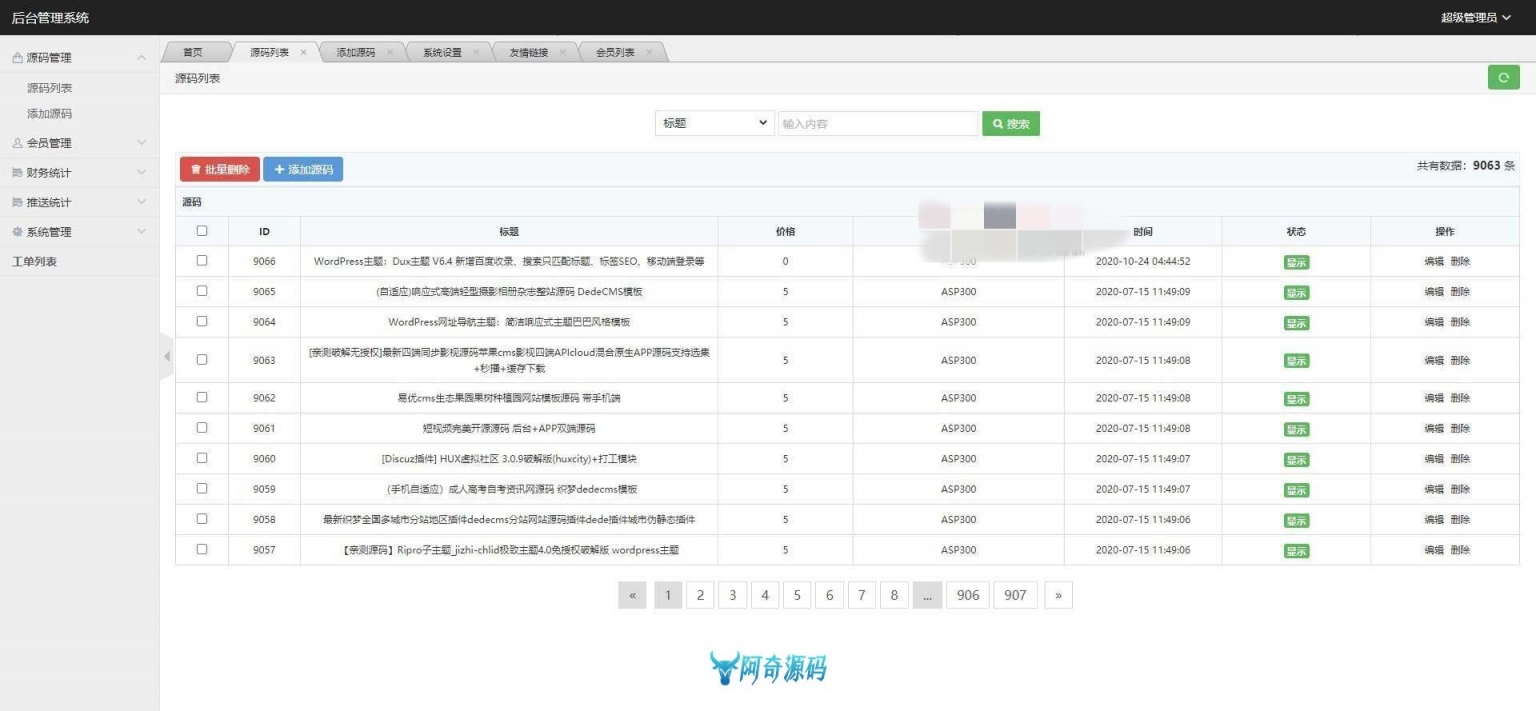 后台管理系统
超级管理员
源码管理
源码列表
添加源码
会员管理
财务统计
推送统计
系统管理
工单列表
首页 源码列表 × 添加源码 × 系统设置 × 友情链接 × 会员列表 ×
源码列表
标题 输入内容 搜索
批量删除 添加源码 共有数据：9063 条
源码
ID 标题 价格 时间 状态 操作
9066 WordPress主题：Dux主题 V6.4 新增百度收录、搜索只匹配标题、标签SEO、移动端登录等 0 2020-10-24 04:44:52 显示 编辑 删除
9065 (自适应)响应式高端轻型摄影相册杂志整站源码 DedeCMS模板 5 ASP300 2020-07-15 11:49:09 显示 编辑 删除
9064 WordPress网址导航主题：简洁响应式主题巴巴风格模板 5 ASP300 2020-07-15 11:49:09 显示 编辑 删除
9063 [亲测破解无授权]最新四端同步影视源码苹果cms影视四端APIcloud混合原生APP源码支持选集
+秒播+缓存下载 5 ASP300 2020-07-15 11:49:08 显示 编辑 删除
9062 易优cms生态果园果树种植园网站模板源码 带手机端 5 ASP300 2020-07-15 11:49:08 显示 编辑 删除
9061 短视频完美开源源码 后台+APP双端源码 5 ASP300 2020-07-15 11:49:08 显示 编辑 删除
9060 [Discuz插件] HUX虚拟社区 3.0.9破解版(huxcity)+打工模块 5 ASP300 2020-07-15 11:49:07 显示 编辑 删除
9059 （手机自适应）成人高考自考资讯网源码 织梦dedecms模板 5 ASP300 2020-07-15 11:49:07 显示 编辑 删除
9058 最新织梦全国多城市分站地区插件dedecms分站网站源码插件dede插件城市伪静态插件 5 ASP300 2020-07-15 11:49:06 显示 编辑 删除
9057 【亲测源码】Ripro子主题_jizhi-chlid极致主题4.0免授权破解版 wordpress主题 5 ASP300 2020-07-15 11:49:06 显示 编辑 删除
« 1 2 3 4 5 6 7 8 ... 906 907 »
阿奇源码